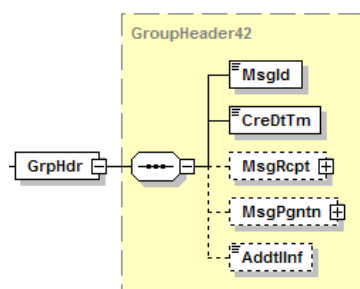 GroupHeader42
MsgId
CreDtTm
GrpHdr
MsgRcpt
MsgPgntn
AddtlInf